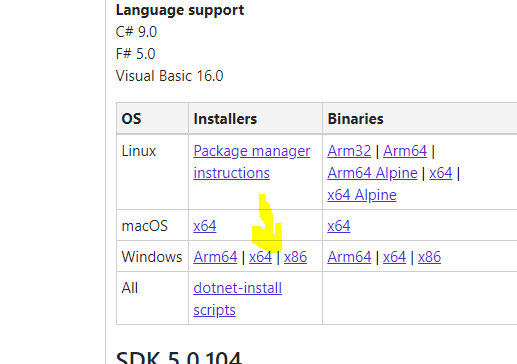 Language support
C# 9.0
F# 5.0
Visual Basic 16.0
OS Installers Binaries
Linux Package manager instructions Arm32 | Arm64 | Arm64 Alpine | x64 | x64 Alpine
macOS x64 x64
Windows Arm64 | x64 | x86 Arm64 | x64 | x86
All dotnet-install scripts
SDK 5.0.104